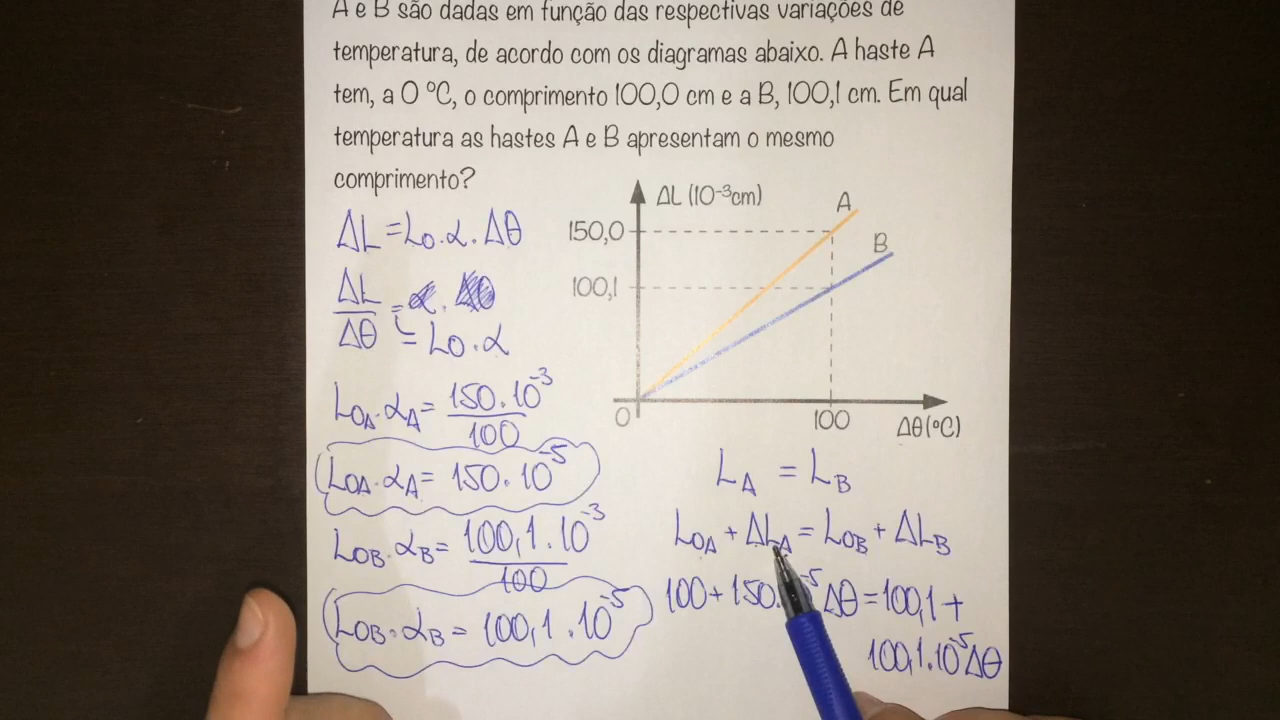 A e B são dadas em função das respectivas variações de
temperatura, de acordo com os diagramas abaixo. A haste A
tem, a 0 ºC, o comprimento 100,0 cm e a B, 100,1 cm. Em qual
temperatura as hastes A e B apresentam o mesmo
comprimento?
ΔL (10⁻³cm)
A
150,0
B
100,1
0
100
Δθ(ºC)
ΔL = L₀.α.Δθ
ΔL/Δθ = L₀.α
L₀A.αA = 150.10⁻³/100
L₀A.αA = 150.10⁻⁵
L₀B.αB = 100,1.10⁻³/100
L₀B.αB = 100,1.10⁻⁵
LA = LB
L₀A + ΔLA = L₀B + ΔLB
100 + 150. ⁻⁵ Δθ = 100,1 +
100,1.10⁻⁵Δθ